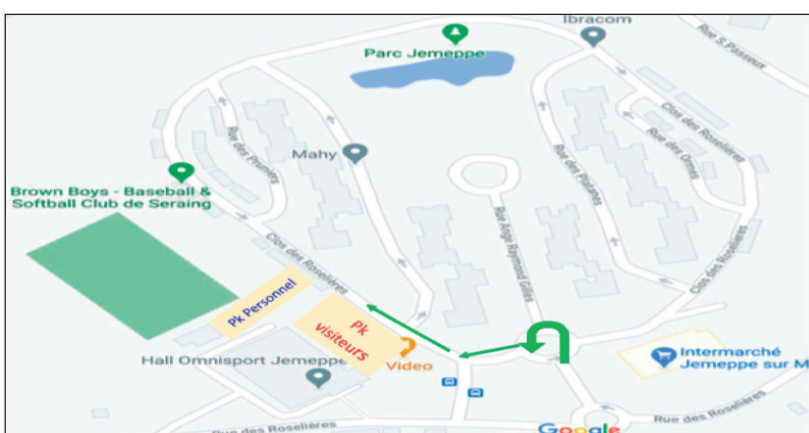 Ibracom
Rue S. Passeux
Parc Jemeppe
Clos des Roselières
Rue des Pruniers
Mahy
Rue des Ormes
Rue des Platanes
Brown Boys - Baseball &
Softball Club de Seraing
Rue Ange Raymond Gilles
Clos des Roselières
Clos des Roselières
Pk Personnel
Pk
visiteurs
Hall Omnisport Jemeppe
Video
Intermarché
Jemeppe sur M
Rue des Roselières
Rue des Roselières
Google